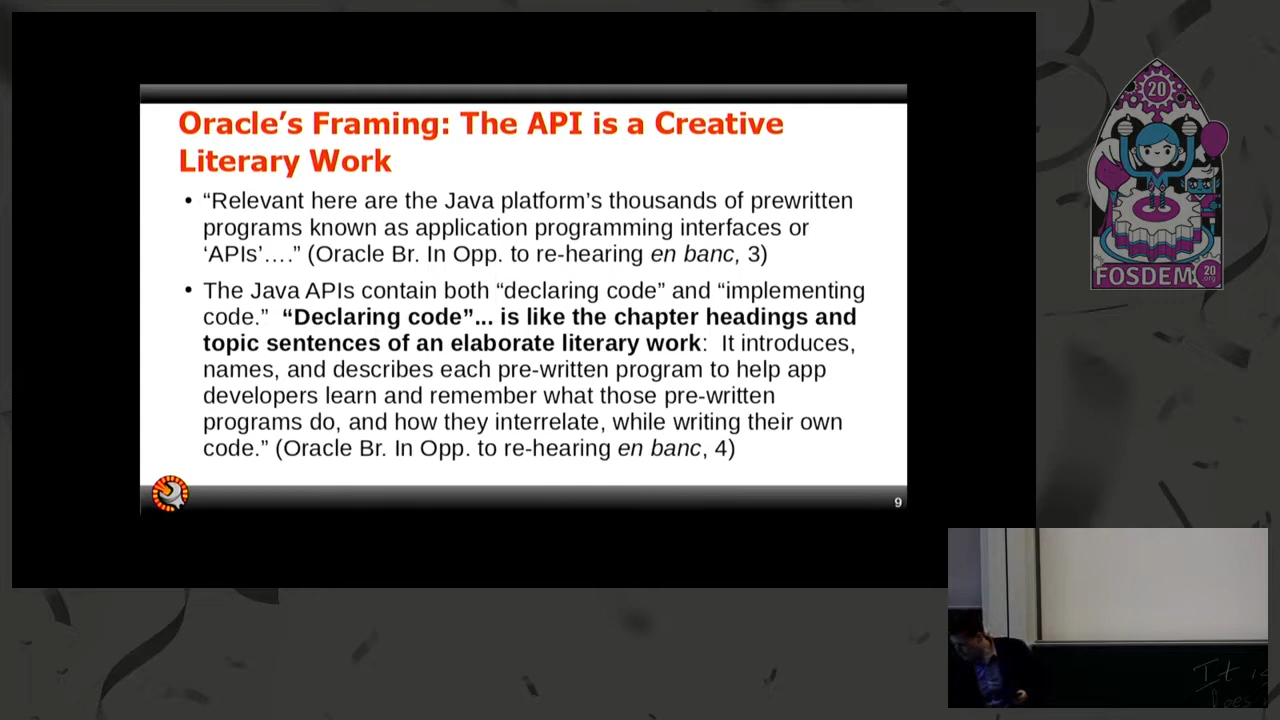 Oracle's Framing: The API is a Creative
Literary Work
• “Relevant here are the Java platform's thousands of prewritten
programs known as application programming interfaces or
‘APIs’….” (Oracle Br. In Opp. to re-hearing en banc, 3)
• The Java APIs contain both “declaring code” and “implementing
code.” “Declaring code”... is like the chapter headings and
topic sentences of an elaborate literary work: It introduces,
names, and describes each pre-written program to help app
developers learn and remember what those pre-written
programs do, and how they interrelate, while writing their own
code.” (Oracle Br. In Opp. to re-hearing en banc, 4)
9
20
FOSDEM 20
.org
It is